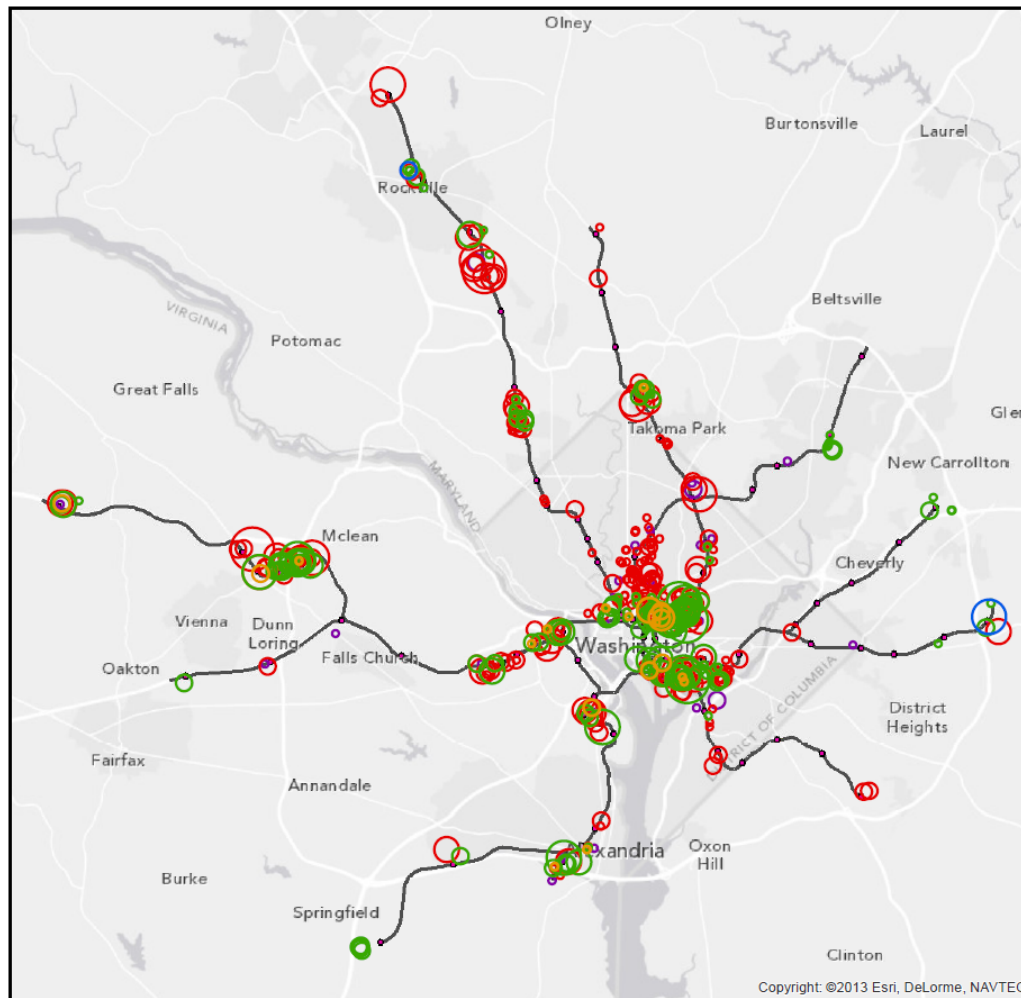 Olney
Burtonsville
Laurel
Rockville
Beltsville
VIRGINIA
Potomac
Great Falls
Takoma Park
Glen
New Carrollton
MARYLAND
Mclean
Cheverly
Vienna
Dunn
Loring
Falls Church
Washington
Oakton
DISTRICT OF COLUMBIA
District
Heights
Fairfax
Annandale
Alexandria
Oxon
Hill
Burke
Springfield
Clinton
Copyright: ©2013 Esri, DeLorme, NAVTEQ